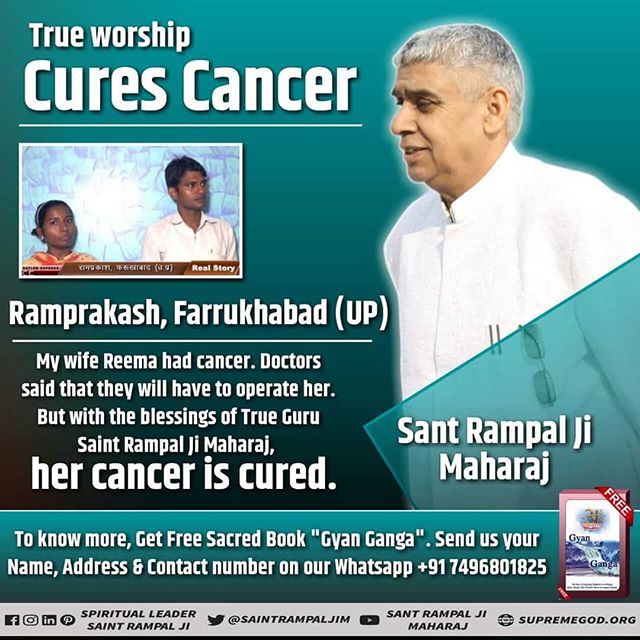 True worship
Cures Cancer
रामप्रकाश, फरूखाबाद (उ.प्र)
Real Story
Ramprakash, Farrukhabad (UP)
My wife Reema had cancer. Doctors
said that they will have to operate her.
But with the blessings of True Guru
Saint Rampal Ji Maharaj,
her cancer is cured.
Sant Rampal Ji
Maharaj
FREE
Gyan
Ganga
To know more, Get Free Sacred Book "Gyan Ganga". Send us your
Name, Address & Contact number on our Whatsapp +91 7496801825
SPIRITUAL LEADER
SAINT RAMPAL JI
@SAINTRAMPALJIM
SANT RAMPAL JI
MAHARAJ
SUPREMEGOD.ORG